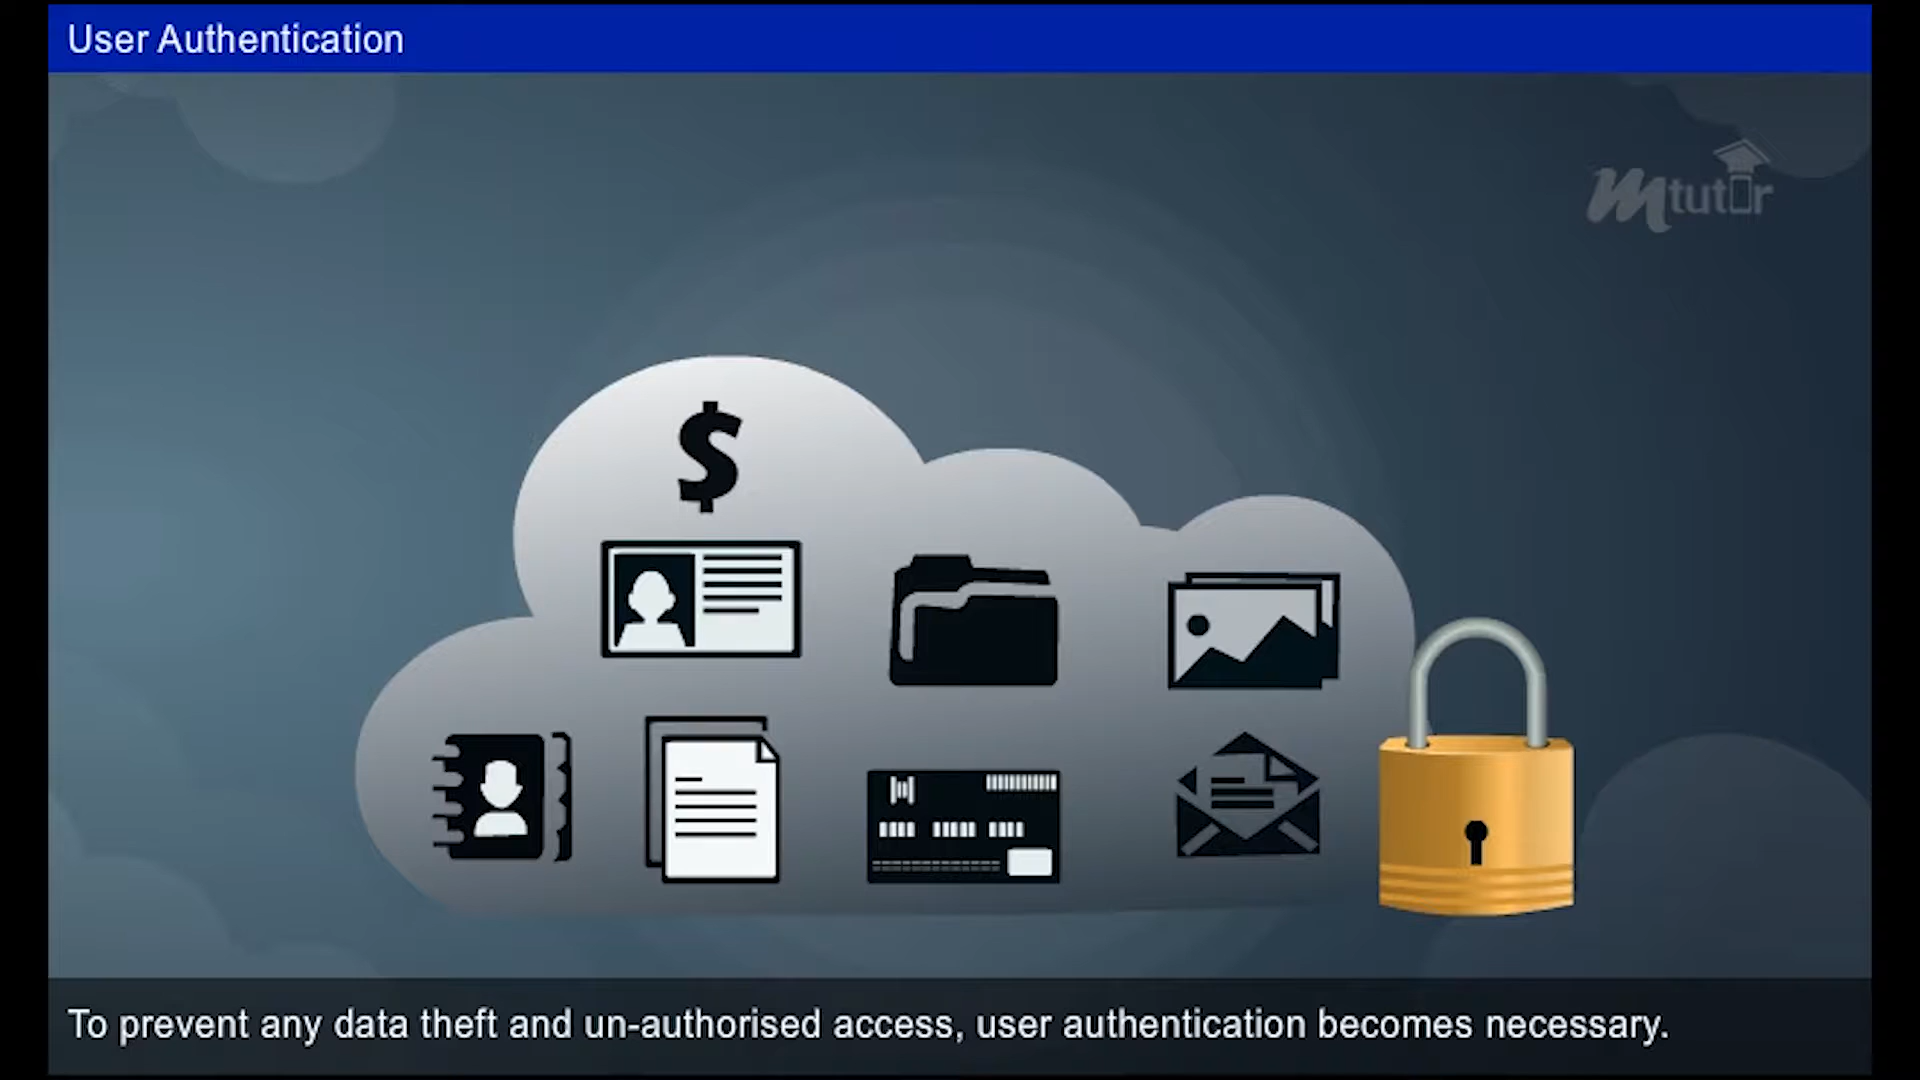 User Authentication
Mtutor
$
To prevent any data theft and un-authorised access, user authentication becomes necessary.